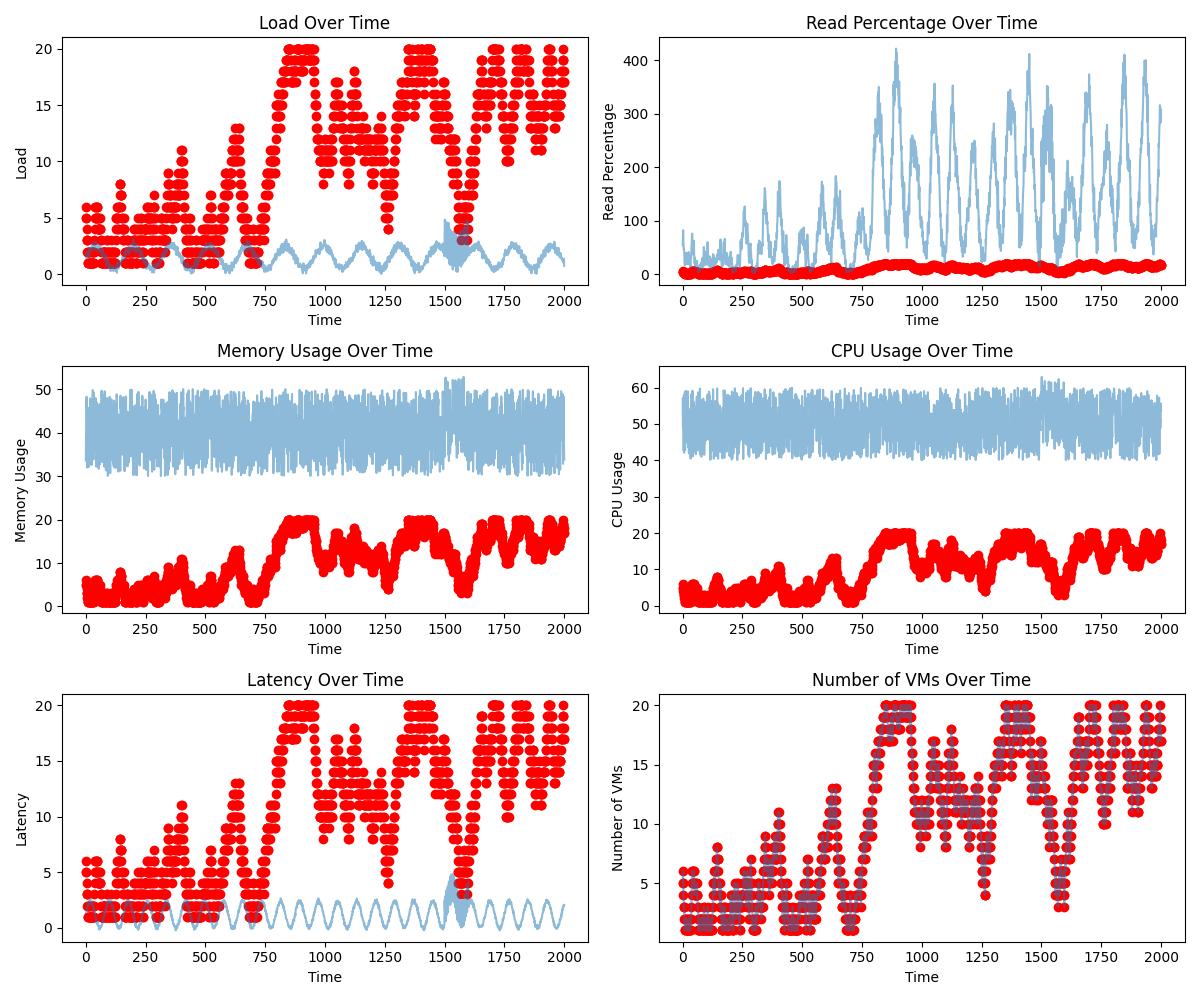 Load Over Time
Load
20
15
10
5
0
0 250 500 750 1000 1250 1500 1750 2000
Time
Read Percentage Over Time
Read Percentage
400
300
200
100
0
0 250 500 750 1000 1250 1500 1750 2000
Time
Memory Usage Over Time
Memory Usage
50
40
30
20
10
0
0 250 500 750 1000 1250 1500 1750 2000
Time
CPU Usage Over Time
CPU Usage
60
50
40
30
20
10
0
0 250 500 750 1000 1250 1500 1750 2000
Time
Latency Over Time
Latency
20
15
10
5
0
0 250 500 750 1000 1250 1500 1750 2000
Time
Number of VMs Over Time
Number of VMs
20
15
10
5
0 250 500 750 1000 1250 1500 1750 2000
Time